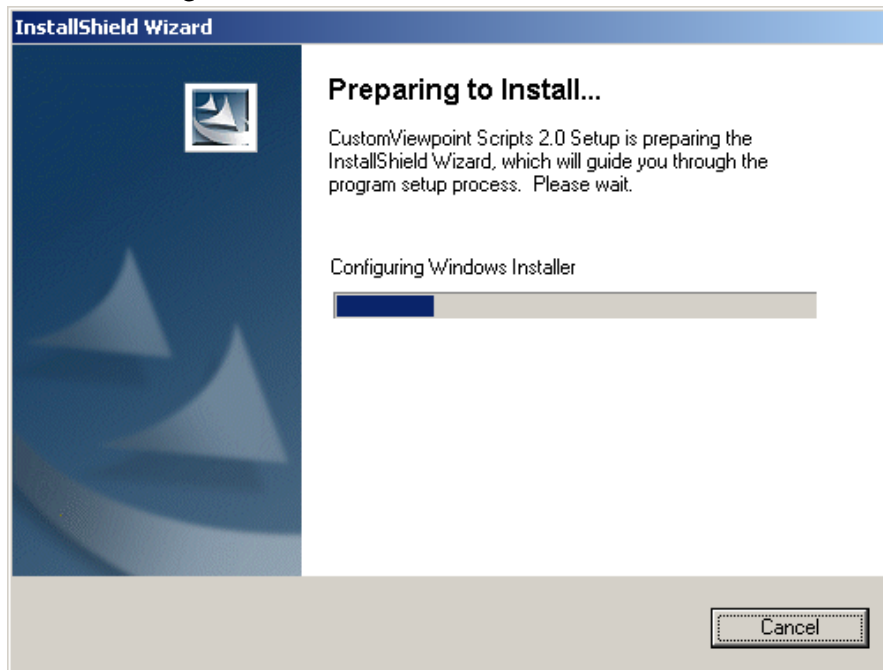 InstallShield Wizard
Preparing to Install...
CustomViewpoint Scripts 2.0 Setup is preparing the
InstallShield Wizard, which will guide you through the
program setup process.  Please wait.
Configuring Windows Installer
Cancel